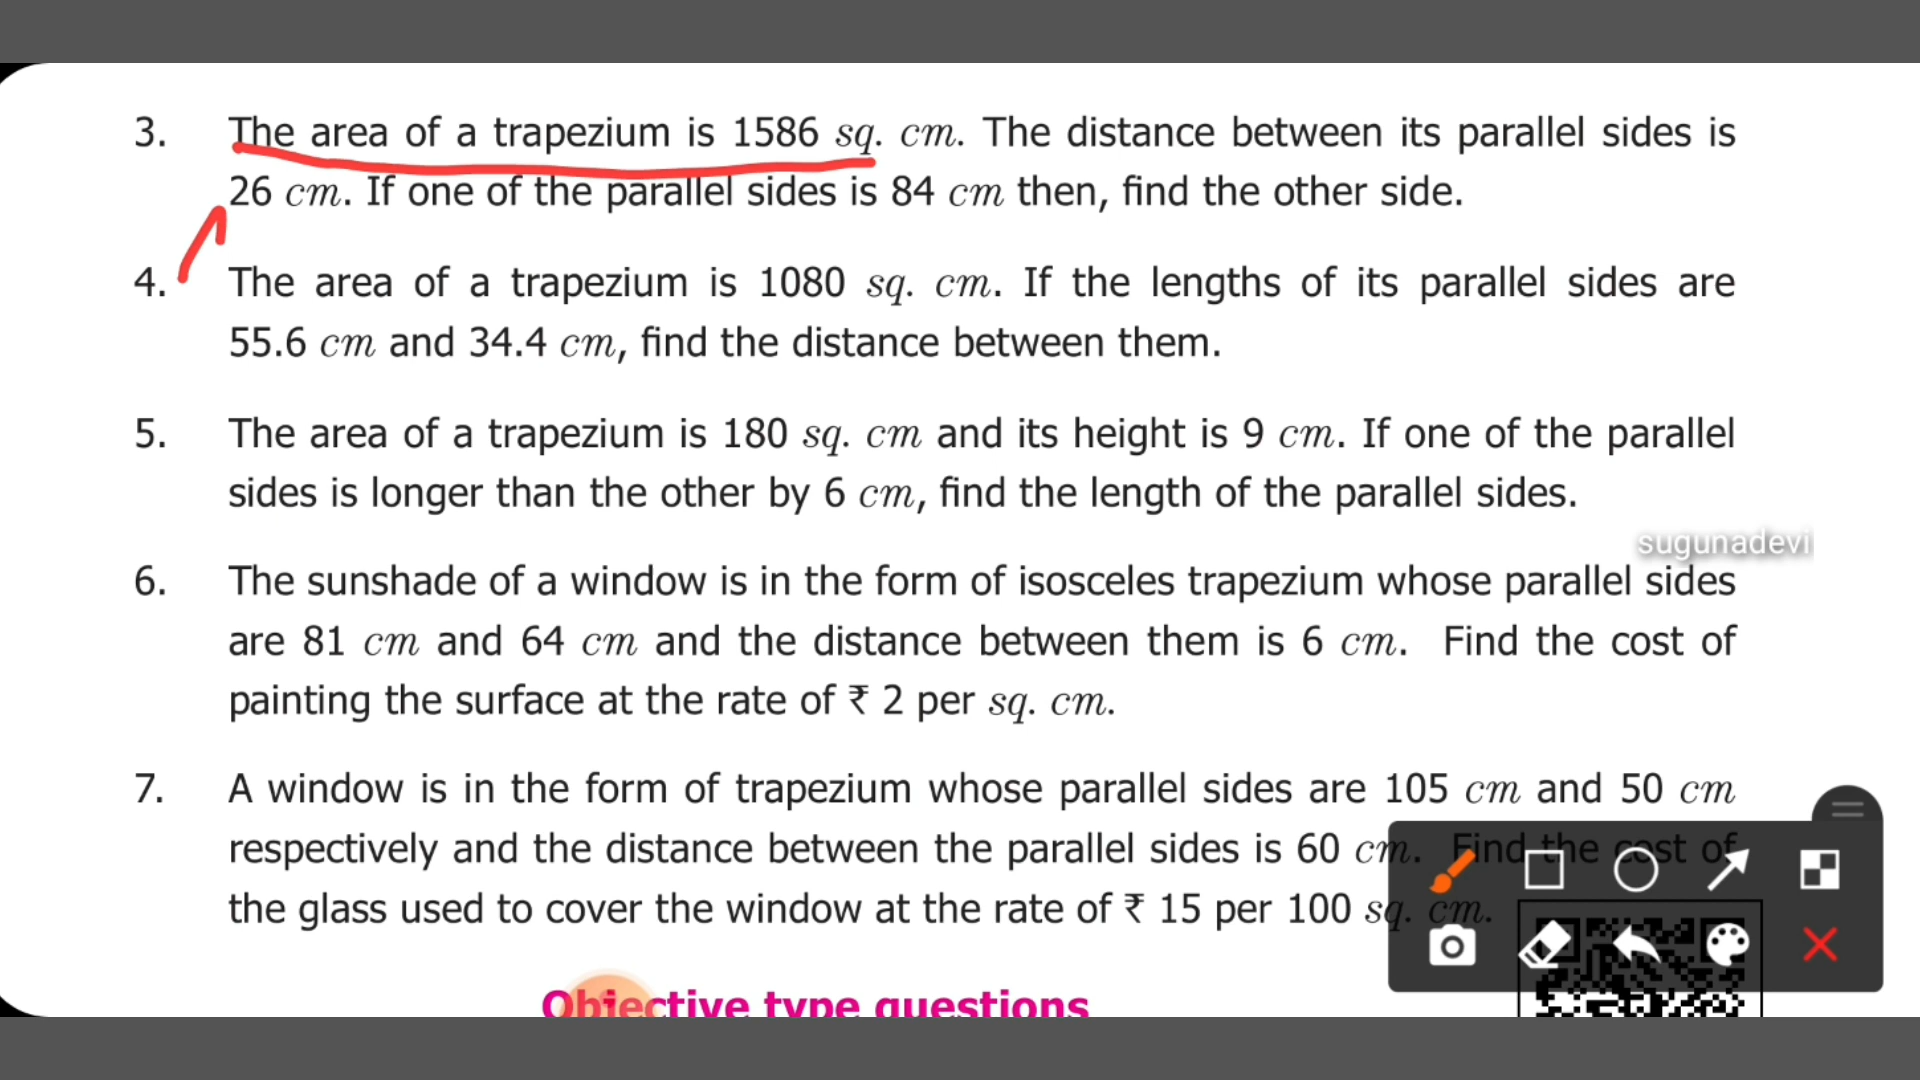 3. The area of a trapezium is 1586 sq. cm. The distance between its parallel sides is
26 cm. If one of the parallel sides is 84 cm then, find the other side.
4. The area of a trapezium is 1080 sq. cm. If the lengths of its parallel sides are
55.6 cm and 34.4 cm, find the distance between them.
5. The area of a trapezium is 180 sq. cm and its height is 9 cm. If one of the parallel
sides is longer than the other by 6 cm, find the length of the parallel sides.
sugunadevi
6. The sunshade of a window is in the form of isosceles trapezium whose parallel sides
are 81 cm and 64 cm and the distance between them is 6 cm. Find the cost of
painting the surface at the rate of ₹ 2 per sq. cm.
7. A window is in the form of trapezium whose parallel sides are 105 cm and 50 cm
respectively and the distance between the parallel sides is 60 cm. Find the cost of
the glass used to cover the window at the rate of ₹ 15 per 100 sq. cm.
Objective type questions